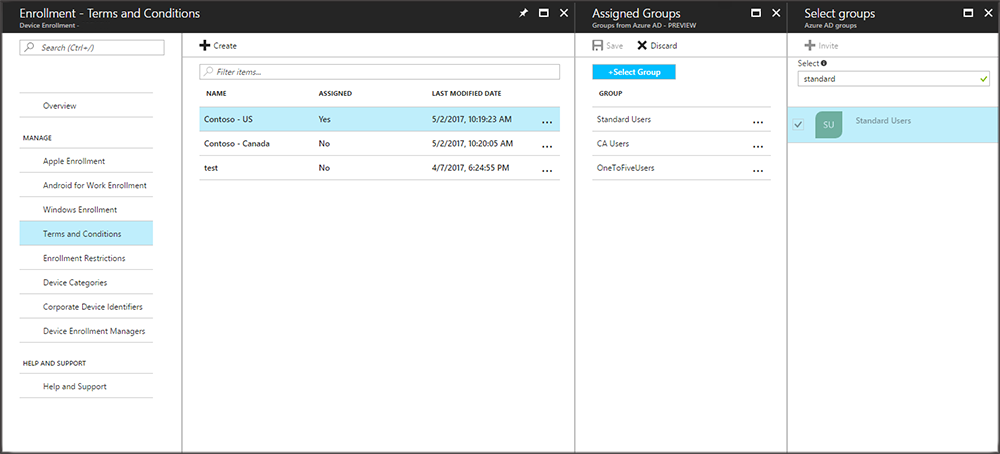 Enrollment - Terms and Conditions
Device Enrollment -
Search (Ctrl+/)
Overview
MANAGE
Apple Enrollment
Android for Work Enrollment
Windows Enrollment
Terms and Conditions
Enrollment Restrictions
Device Categories
Corporate Device Identifiers
Device Enrollment Managers
HELP AND SUPPORT
Help and Support
Create
Filter items...
NAME ASSIGNED LAST MODIFIED DATE
Contoso - US Yes 5/2/2017, 10:19:23 AM ...
Contoso - Canada No 5/2/2017, 10:20:05 AM ...
test No 4/7/2017, 6:24:55 PM ...
Assigned Groups
Groups from Azure AD - PREVIEW
Save Discard
+Select Group
GROUP
Standard Users ...
CA Users ...
OneToFiveUsers ...
Select groups
Azure AD groups
Invite
Select
standard
SU Standard Users